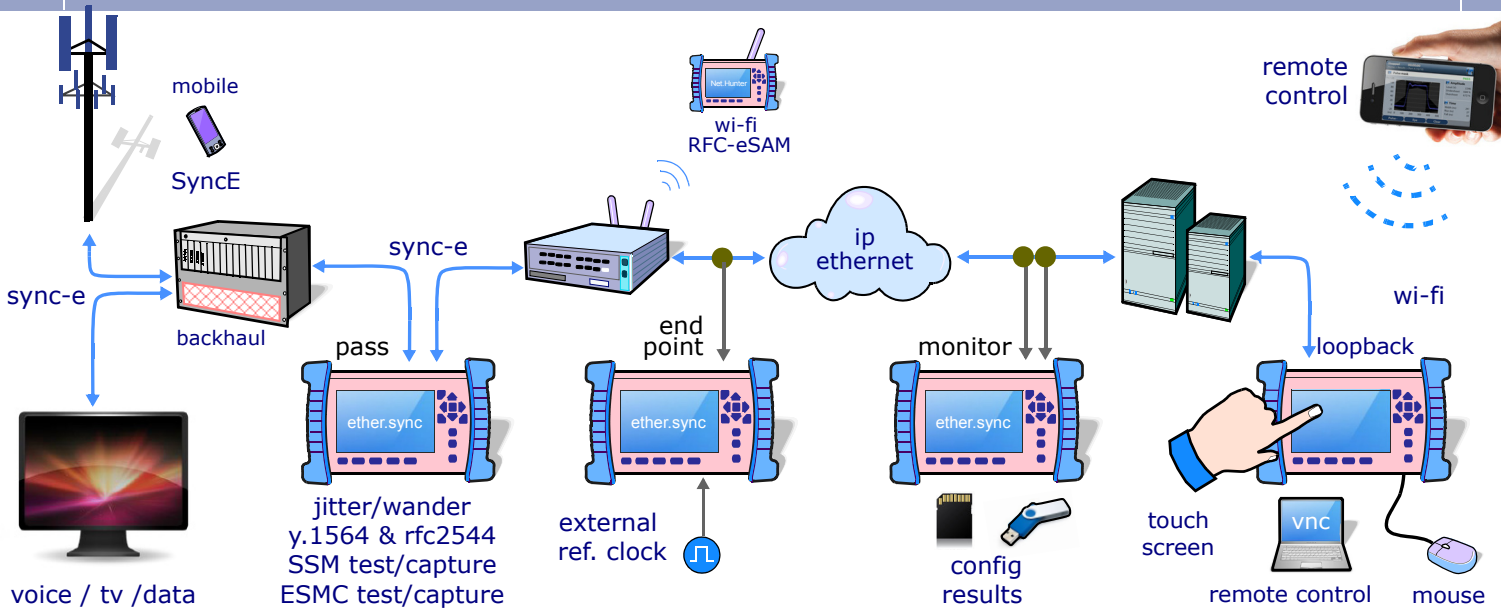 mobile
SyncE
Net.Hunter
wi-fi
RFC-eSAM
remote
control
sync-e
sync-e
ip
ethernet
wi-fi
backhaul
pass
end
point
monitor
loopback
ether.sync
ether.sync
ether.sync
jitter/wander
y.1564 & rfc2544
SSM test/capture
ESMC test/capture
external
ref. clock
config
results
touch
screen
vnc
voice / tv /data
remote control
mouse